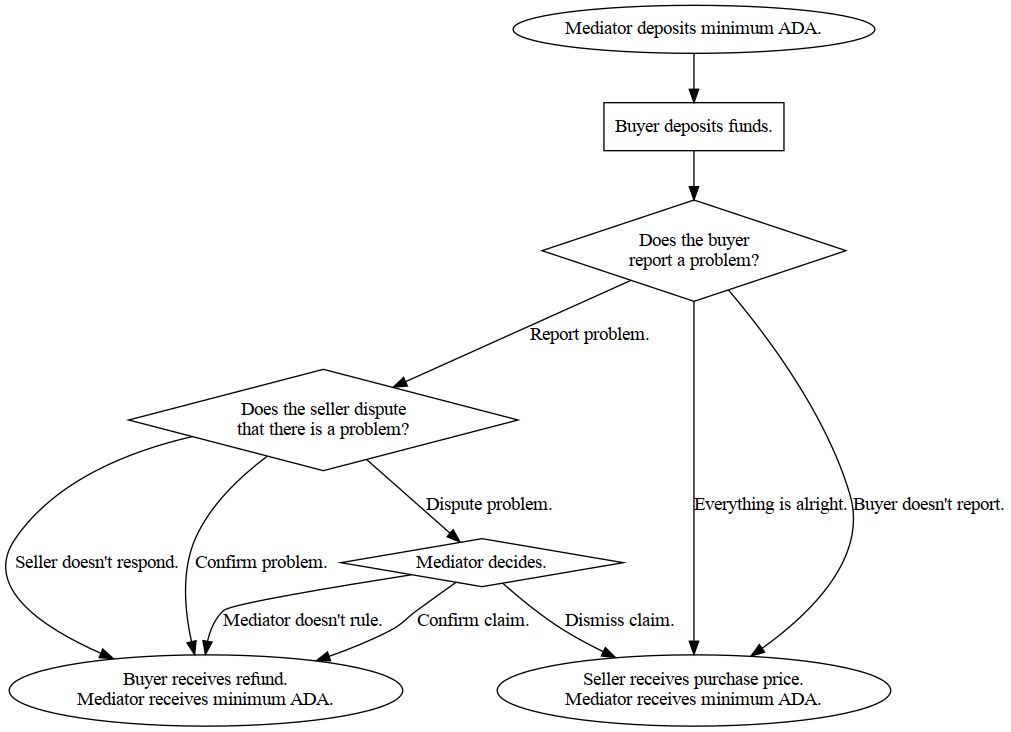 Mediator deposits minimum ADA.
Buyer deposits funds.
Does the buyer
report a problem?
Report problem.
Does the seller dispute
that there is a problem?
Dispute problem.
Everything is alright.
Buyer doesn't report.
Seller doesn't respond.
Confirm problem.
Mediator decides.
Mediator doesn't rule.
Confirm claim.
Dismiss claim.
Buyer receives refund.
Mediator receives minimum ADA.
Seller receives purchase price.
Mediator receives minimum ADA.